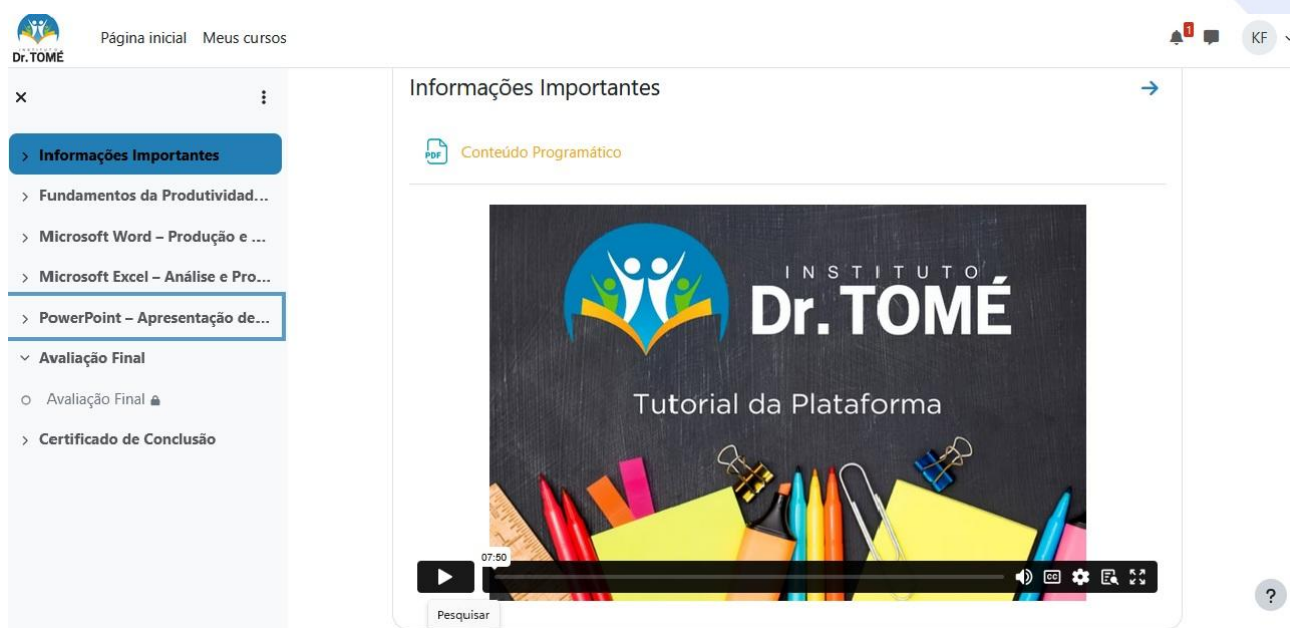 INSTITUTO
Dr. TOMÉ
Página inicial Meus cursos
1
KF
Informações Importantes
Fundamentos da Produtividad...
Microsoft Word – Produção e ...
Microsoft Excel – Análise e Pro...
PowerPoint – Apresentação de...
Avaliação Final
Avaliação Final
Certificado de Conclusão
Informações Importantes
PDF
Conteúdo Programático
INSTITUTO
Dr. TOMÉ
Tutorial da Plataforma
07:50
CC
Pesquisar
?